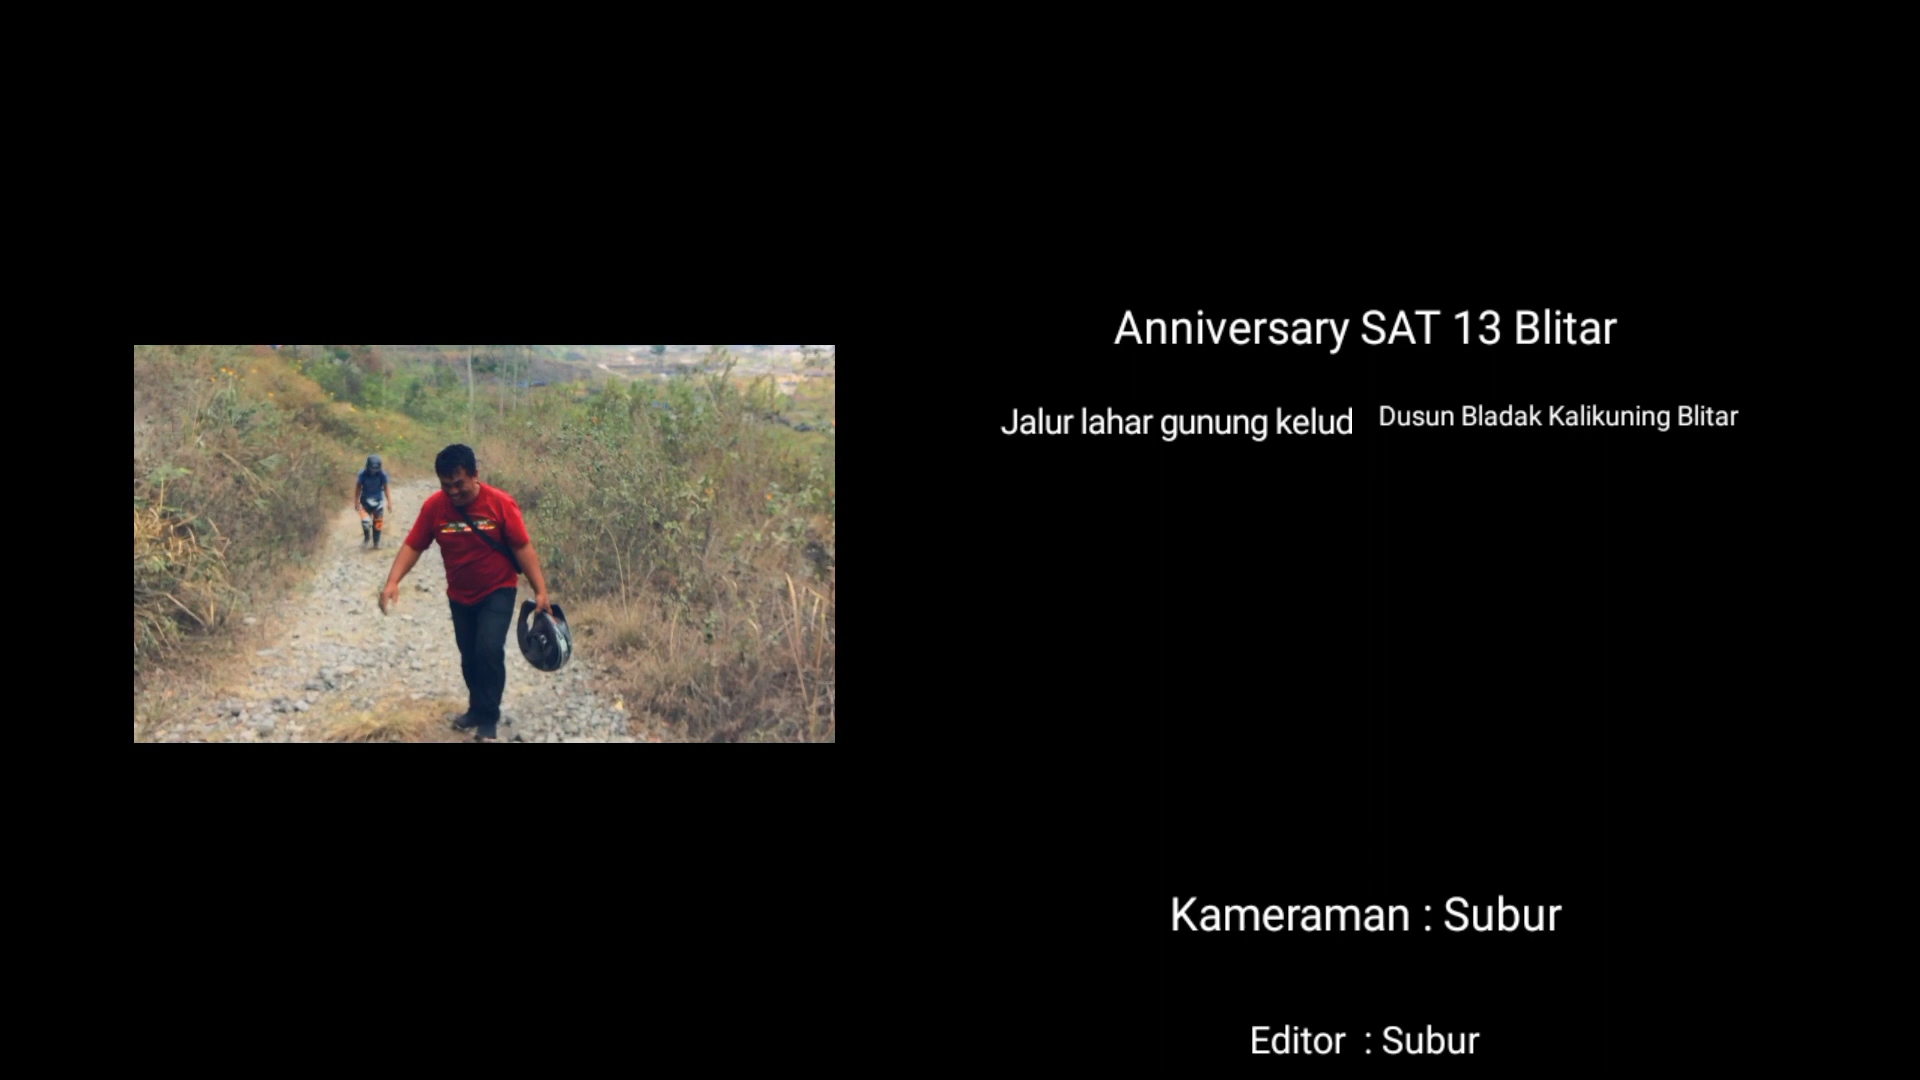 Anniversary SAT 13 Blitar
Jalur lahar gunung kelud Dusun Bladak Kalikuning Blitar
Kameraman : Subur
Editor : Subur